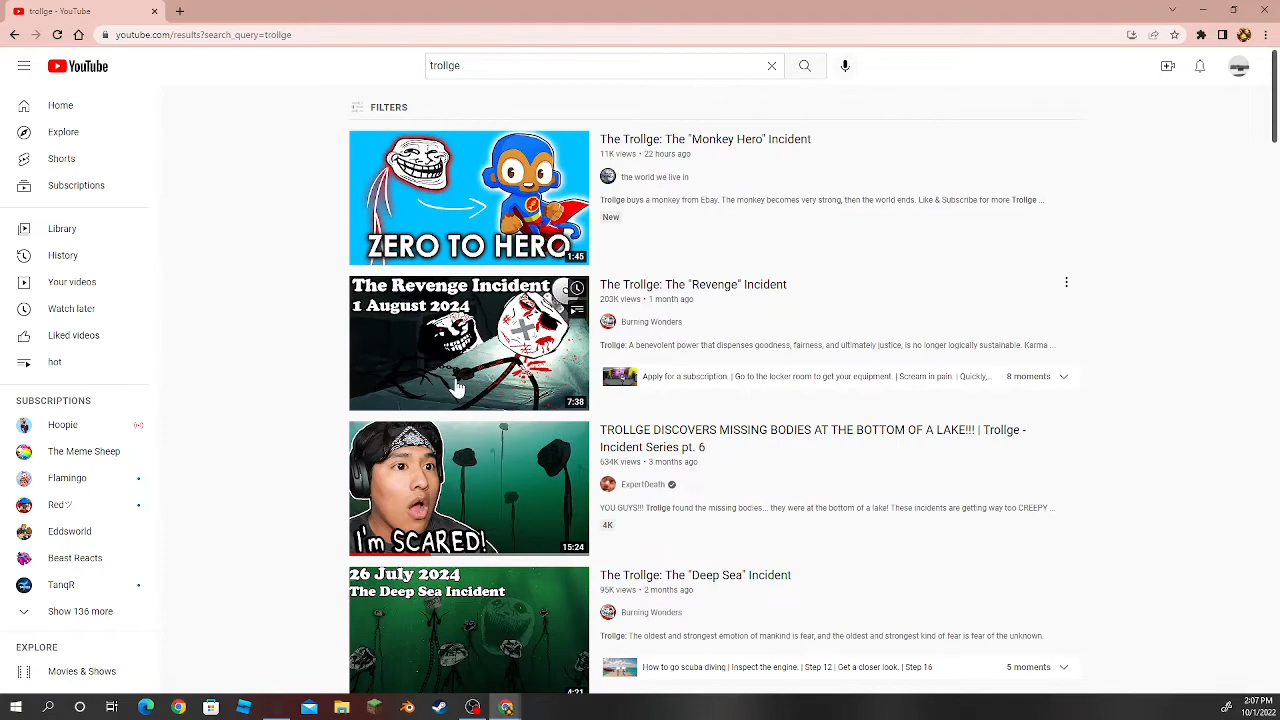 trollge - YouTube
youtube.com/results?search_query=trollge
YouTube
trollge
Home
Explore
Shorts
Subscriptions
Library
History
Your videos
Watch later
Liked videos
hot
SUBSCRIPTIONS
Hoopie
The Meme Sheep
Flamingo
Redツ
Eddsworld
Beast Reacts
TanqR
Show 136 more
EXPLORE
Movies & Shows
FILTERS
ZERO TO HERO
1:45
The Trollge: The "Monkey Hero" Incident
11K views • 22 hours ago
the world we live in
Trollge buys a monkey from Ebay. The monkey becomes very strong, then the world ends. Like & Subscribe for more Trollge ...
New
The Revenge Incident
1 August 2024
7:38
The Trollge: The "Revenge" Incident
203K views • 1 month ago
Burning Wonders
Trollge: A benevolent power that dispenses goodness, fairness, and ultimately justice, is no longer logically sustainable. Karma ...
Apply for a subscription. | Go to the locker room to get your equipment. | Scream in pain. | Quickly,... 8 moments
I'm SCARED!
15:24
TROLLGE DISCOVERS MISSING BODIES AT THE BOTTOM OF A LAKE!!! | Trollge -
Incident Series pt. 6
634K views • 3 months ago
ExpertDeath
YOU GUYS!!! Trollge found the missing bodies... they were at the bottom of a lake! These incidents are getting way too CREEPY ...
4K
26 July 2024
The Deep Sea Incident
4:21
The Trollge: The "Deep Sea" Incident
95K views • 2 months ago
Burning Wonders
Trollge: The oldest and strongest emotion of mankind is fear, and the oldest and strongest kind of fear is fear of the unknown.
How to go scuba diving | Inspect the engine. | Step 12 | Get a closer look. | Step 16 5 moments
2:07 PM
10/1/2022